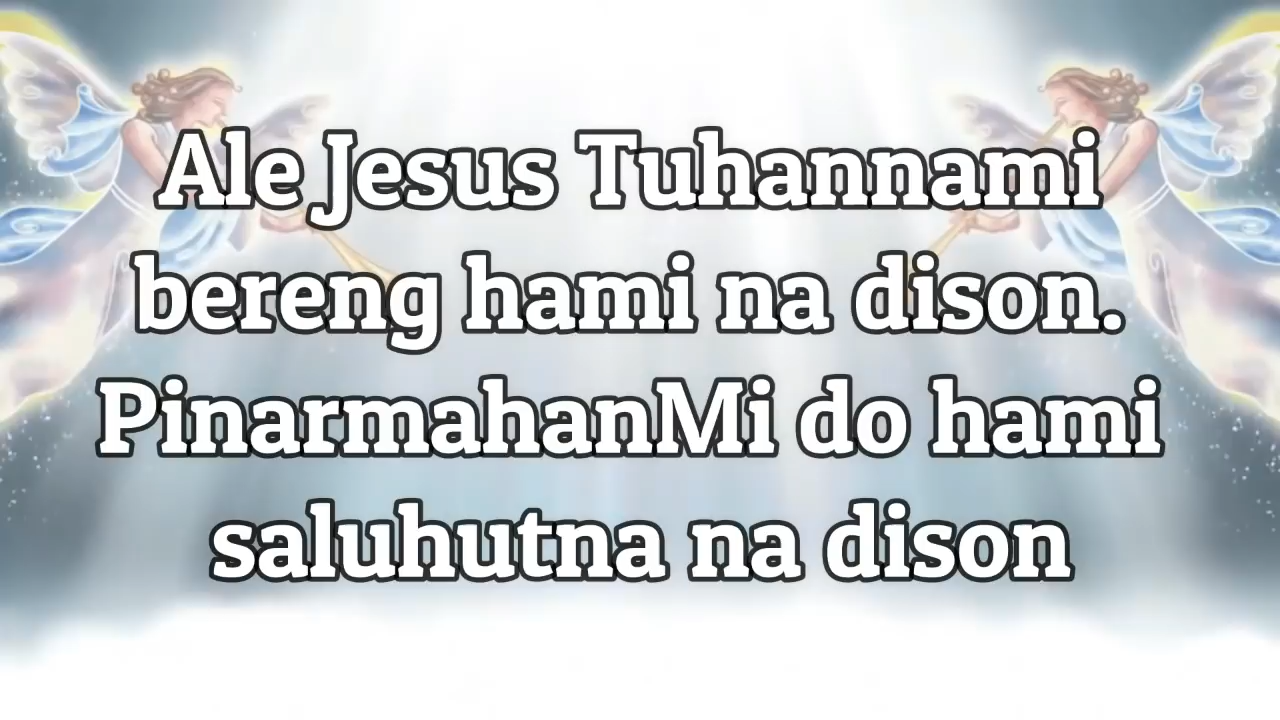 Ale Jesus Tuhannami
bereng hami na dison.
PinarmahanMi do hami
saluhutna na dison